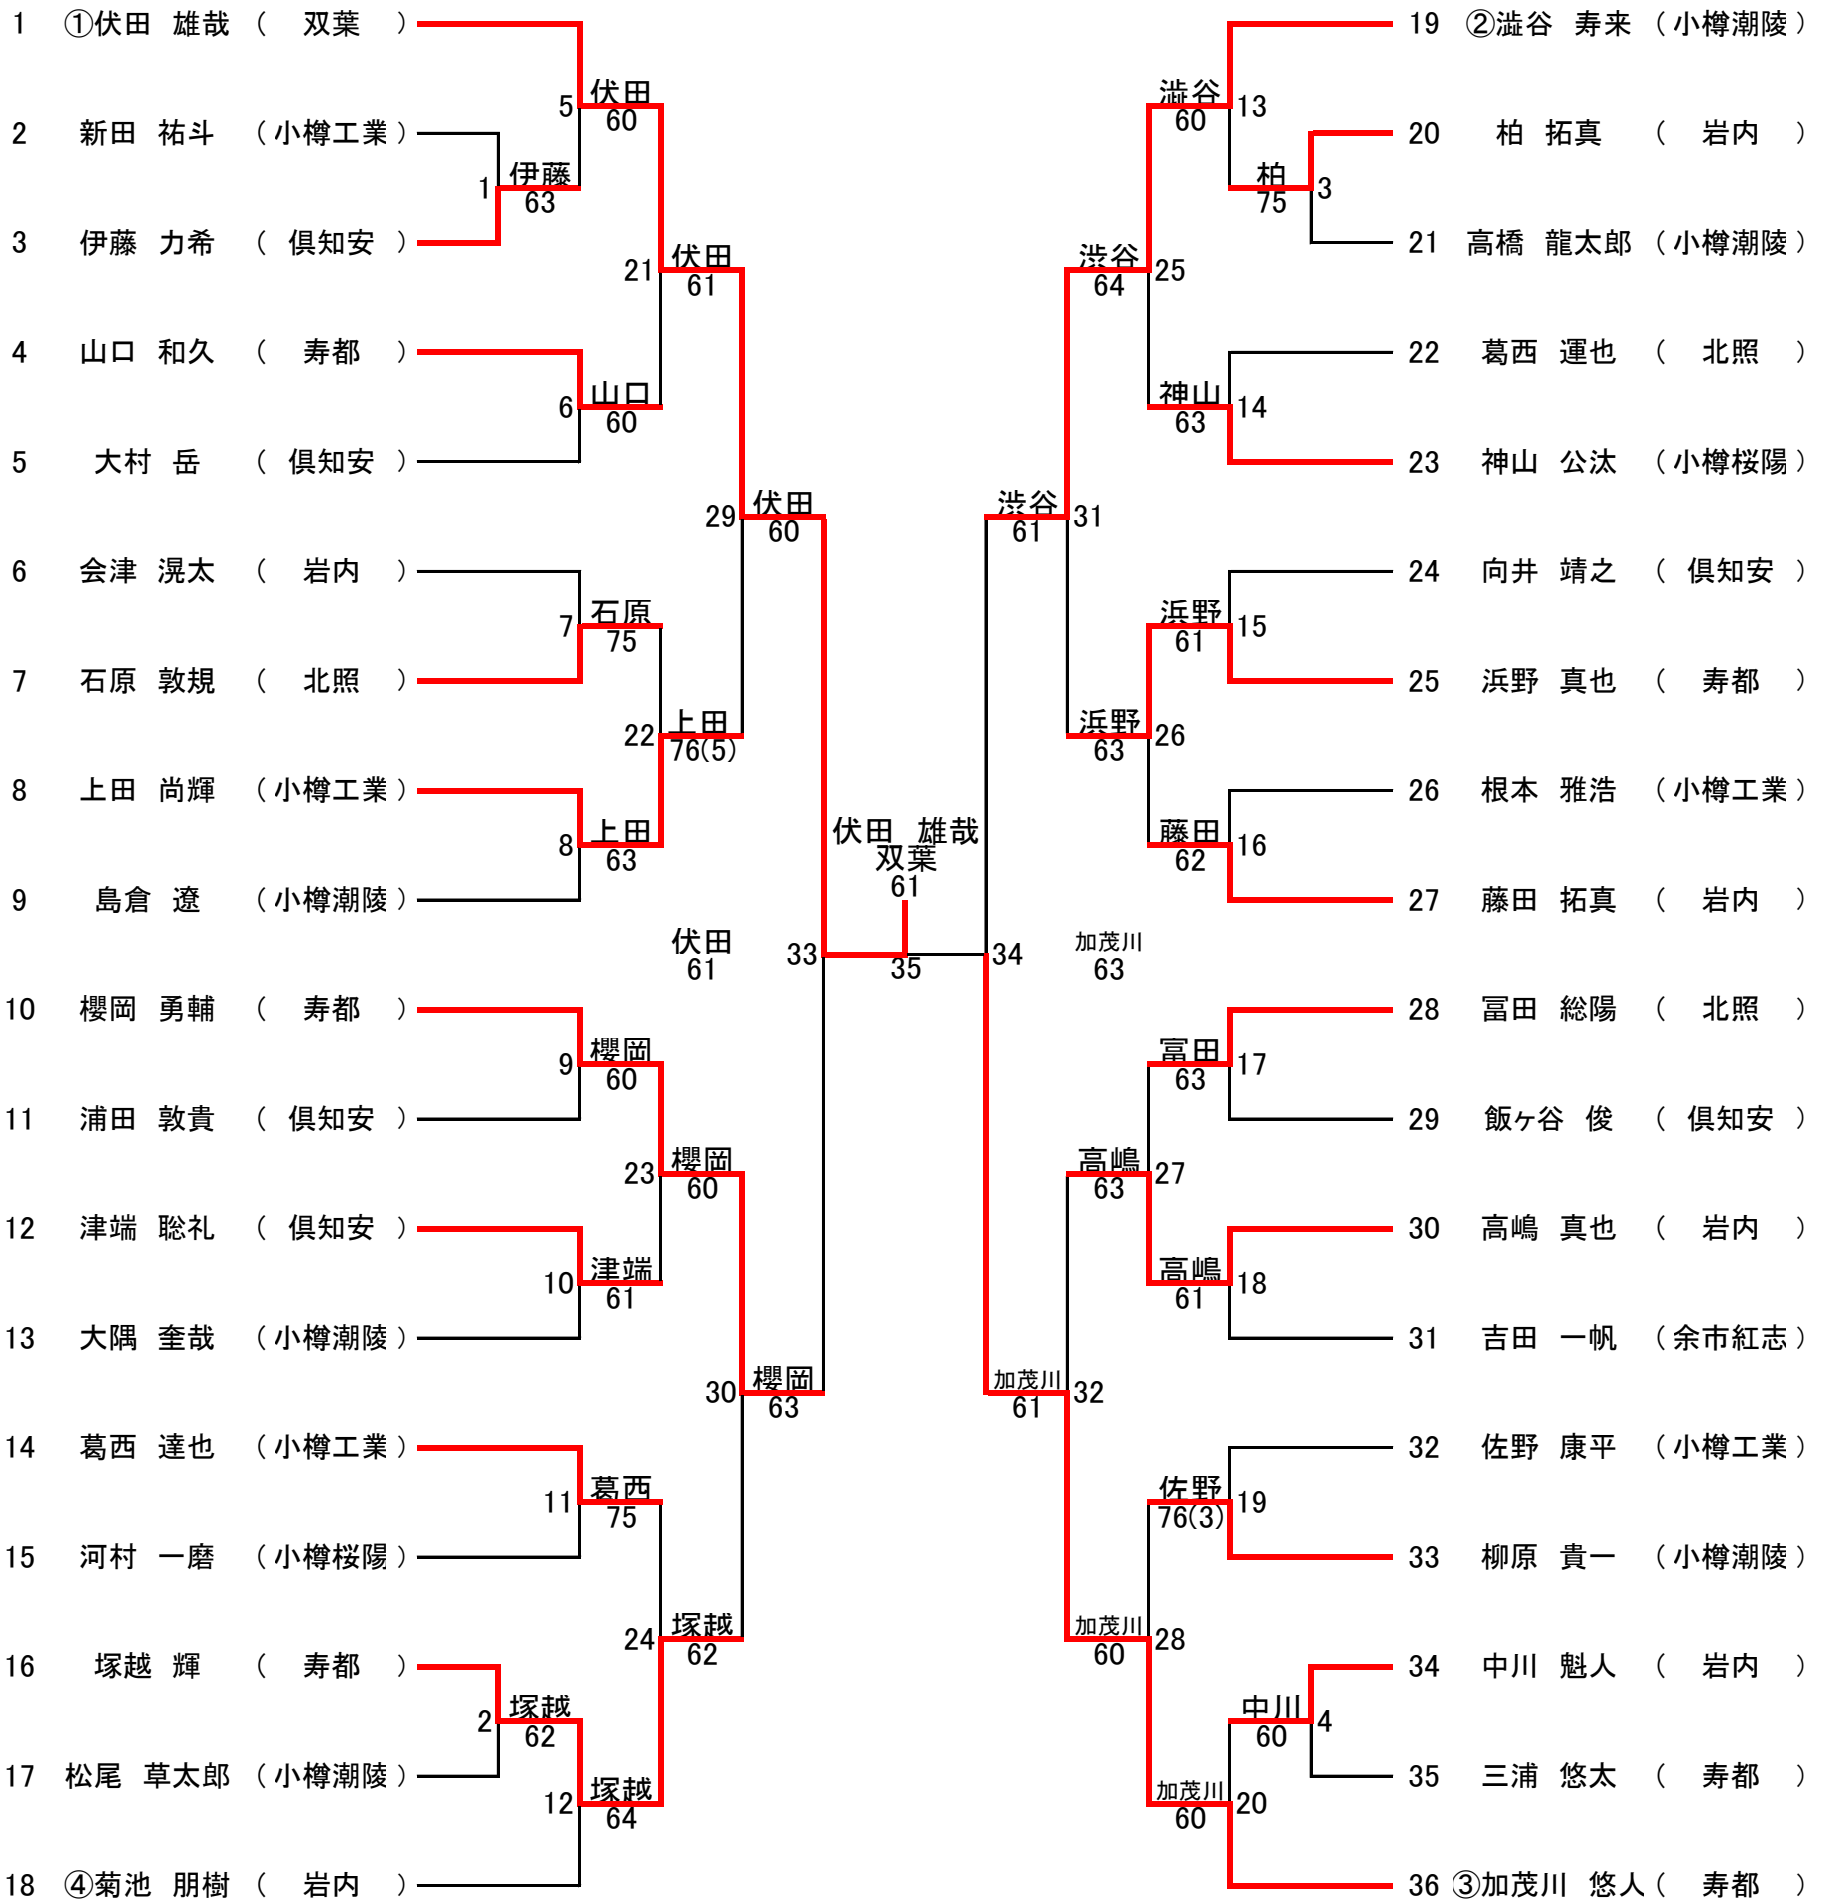 1 ①伏田 雄哉 ( 双葉 )
2 新田 祐斗 ( 小樽工業 )
3 伊藤 力希 ( 倶知安 )
4 山口 和久 ( 寿都 )
5 大村 岳 ( 倶知安 )
6 会津 滉太 ( 岩内 )
7 石原 敦規 ( 北照 )
8 上田 尚輝 ( 小樽工業 )
9 島倉 遼 ( 小樽潮陵 )
10 櫻岡 勇輔 ( 寿都 )
11 浦田 敦貴 ( 倶知安 )
12 津端 聡礼 ( 倶知安 )
13 大隅 奎哉 ( 小樽潮陵 )
14 葛西 達也 ( 小樽工業 )
15 河村 一磨 ( 小樽桜陽 )
16 塚越 輝 ( 寿都 )
17 松尾 草太郎 ( 小樽潮陵 )
18 ④菊池 朋樹 ( 岩内 )
1 伊藤
63
2 塚越
62
5 伏田
60
6 山口
60
7 石原
75
8 上田
63
9 櫻岡
60
10 津端
61
11 葛西
75
12 塚越
64
21 伏田
61
22 上田
76(5)
23 櫻岡
60
24 塚越
62
29 伏田
60
30 櫻岡
63
伏田
61
33
伏田 雄哉
双葉
61
35
34
加茂川
63
渋谷
61
31
加茂川
61
32
渋谷
64
25
浜野
63
26
高嶋
63
27
加茂川
60
28
澁谷
60
13
神山
63
14
浜野
61
15
藤田
62
16
富田
63
17
高嶋
61
18
佐野
76(3)
19
加茂川
60
20
柏
75
3
中川
60
4
19 ②澁谷 寿来 ( 小樽潮陵 )
20 柏 拓真 ( 岩内 )
21 高橋 龍太郎 ( 小樽潮陵 )
22 葛西 運也 ( 北照 )
23 神山 公汰 ( 小樽桜陽 )
24 向井 靖之 ( 倶知安 )
25 浜野 真也 ( 寿都 )
26 根本 雅浩 ( 小樽工業 )
27 藤田 拓真 ( 岩内 )
28 冨田 総陽 ( 北照 )
29 飯ヶ谷 俊 ( 倶知安 )
30 高嶋 真也 ( 岩内 )
31 吉田 一帆 ( 余市紅志 )
32 佐野 康平 ( 小樽工業 )
33 柳原 貴一 ( 小樽潮陵 )
34 中川 魁人 ( 岩内 )
35 三浦 悠太 ( 寿都 )
36 ③加茂川 悠人 ( 寿都 )